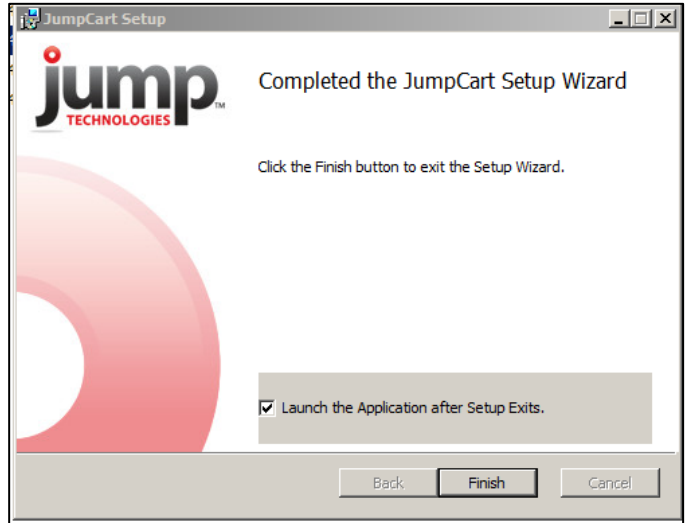 JumpCart Setup
jump
TM
TECHNOLOGIES
Completed the JumpCart Setup Wizard
Click the Finish button to exit the Setup Wizard.
Launch the Application after Setup Exits.
Back Finish Cancel